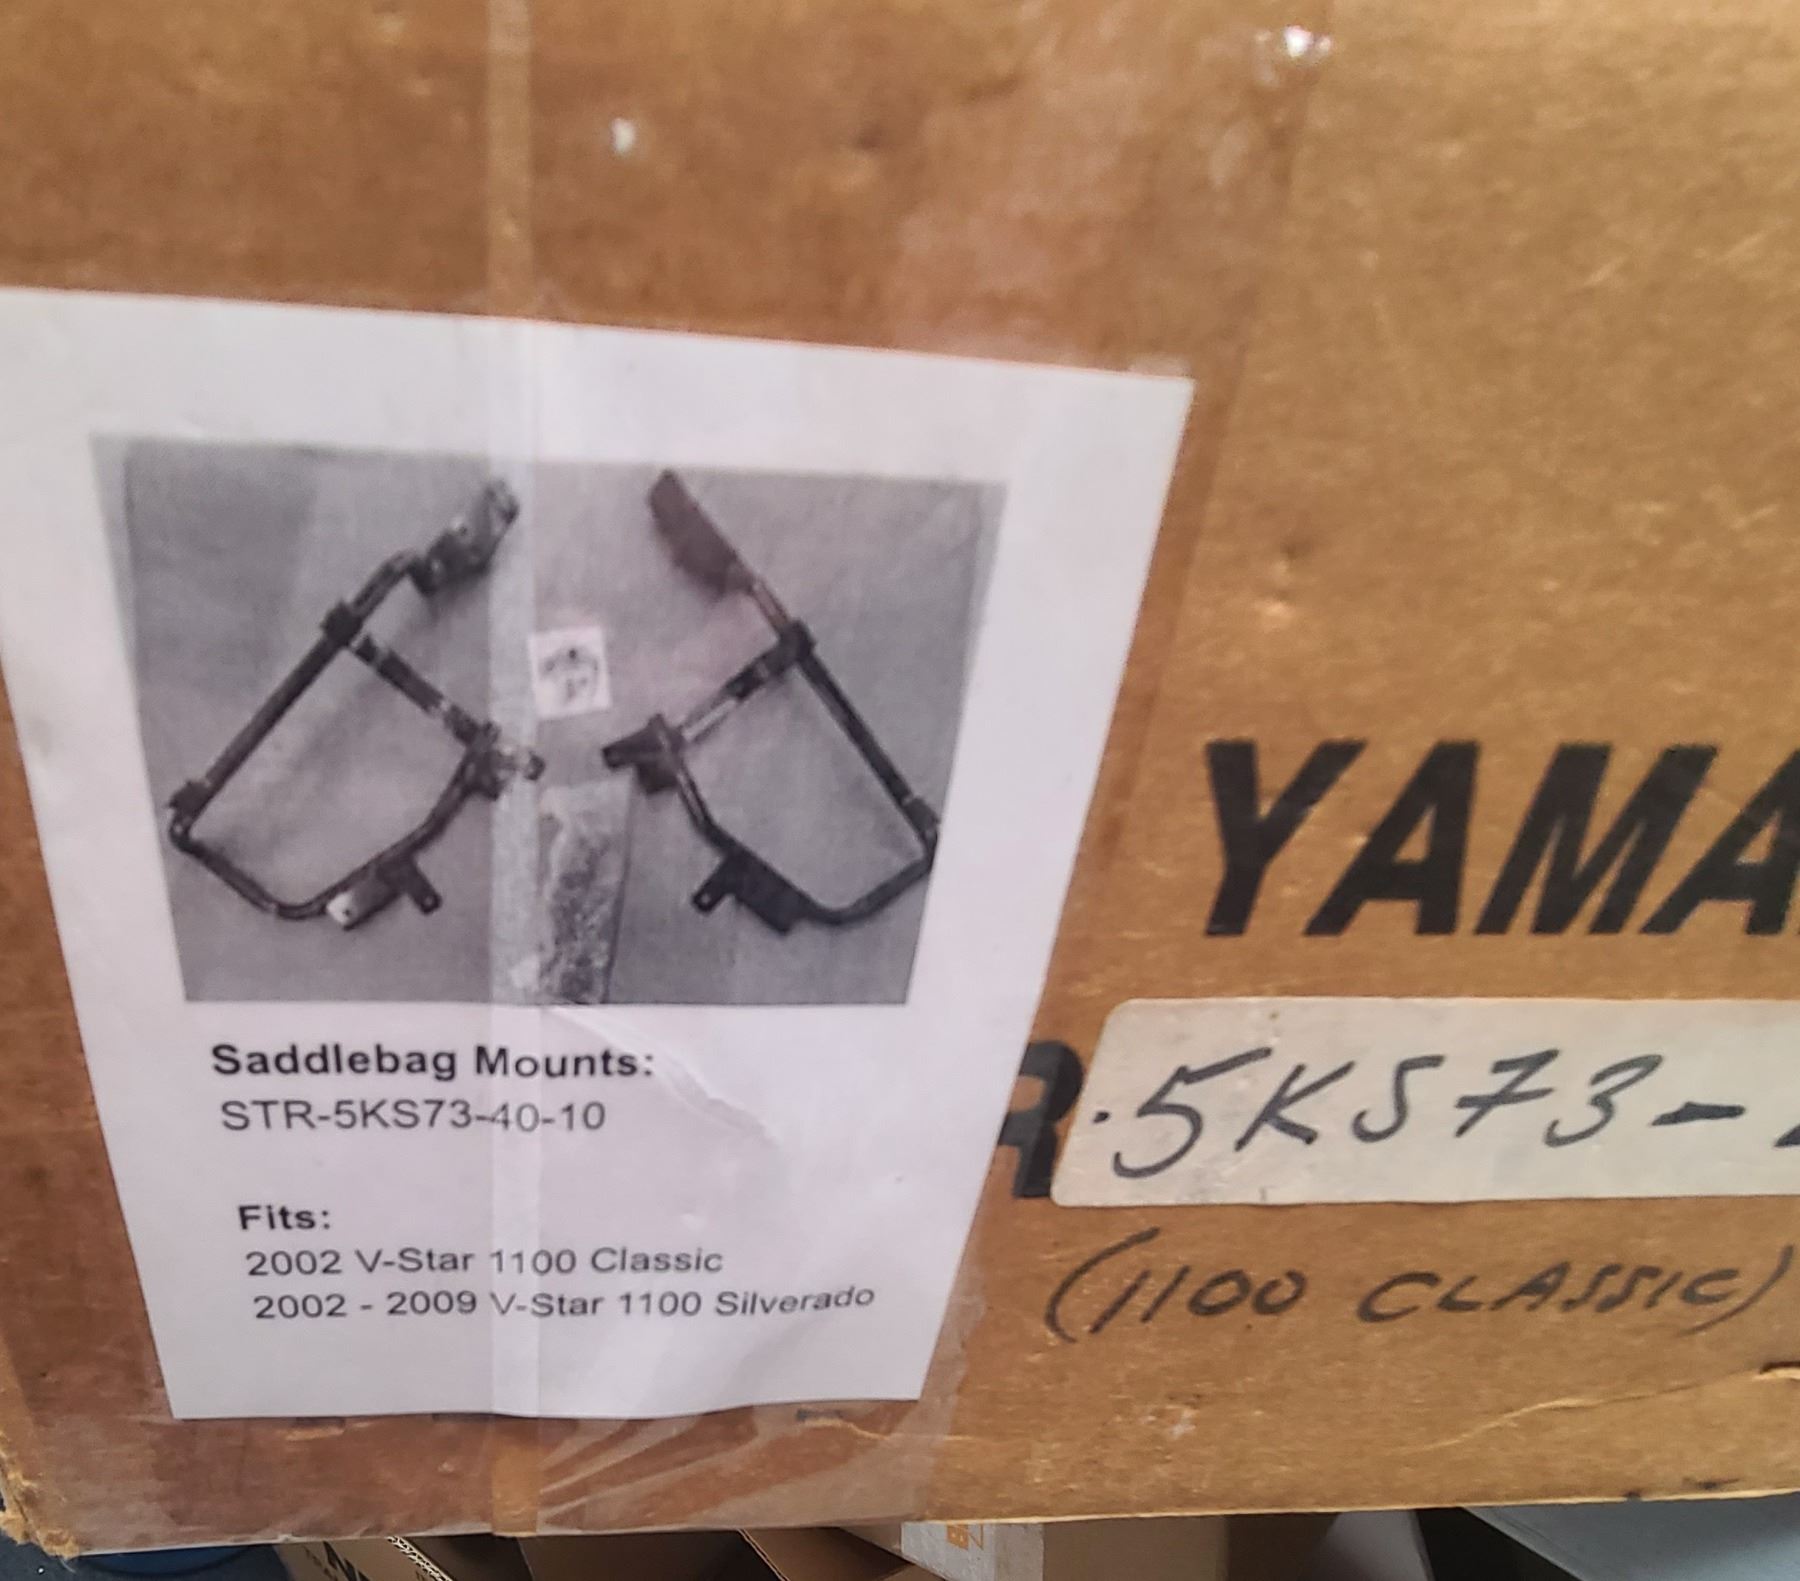 Saddlebag Mounts:
STR-5KS73-40-10
Fits:
2002 V-Star 1100 Classic
2002 - 2009 V-Star 1100 Silverado
YAMA
R
.5KS73-
(1100 CLASSIC)